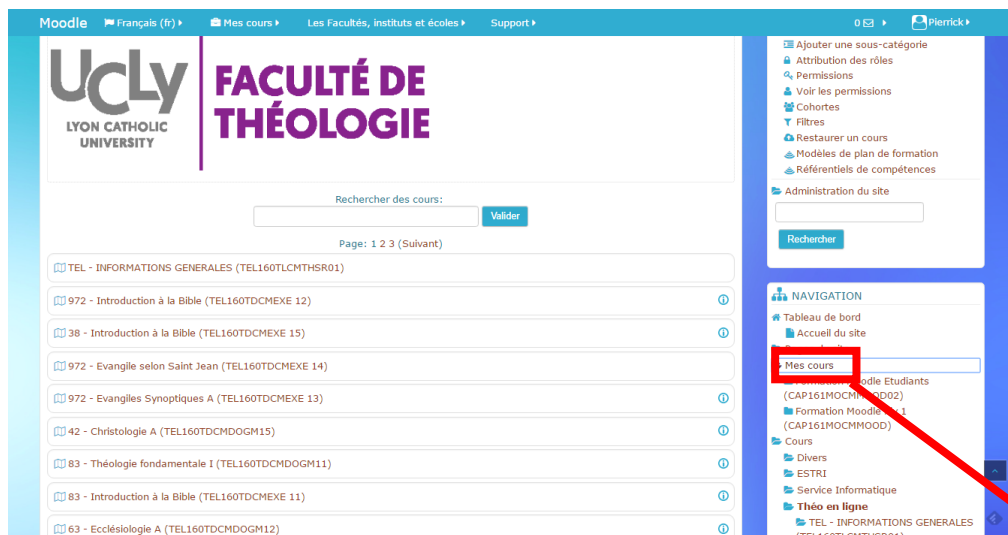 Moodle Français (fr) Mes cours Les Facultés, instituts et écoles Support 0 Pierrick
UCLy
LYON CATHOLIC
UNIVERSITY
FACULTÉ DE
THÉOLOGIE
Rechercher des cours:
Valider
Page: 1 2 3 (Suivant)
TEL - INFORMATIONS GENERALES (TEL160TLCMTHSR01)
972 - Introduction à la Bible (TEL160TDCMEXE 12)
38 - Introduction à la Bible (TEL160TDCMEXE 15)
972 - Evangile selon Saint Jean (TEL160TDCMEXE 14)
972 - Evangiles Synoptiques A (TEL160TDCMEXE 13)
42 - Christologie A (TEL160TDCMDOGM15)
83 - Théologie fondamentale I (TEL160TDCMDOGM11)
83 - Introduction à la Bible (TEL160TDCMEXE 11)
63 - Ecclésiologie A (TEL160TDCMDOGM12)
Ajouter une sous-catégorie
Attribution des rôles
Permissions
Voir les permissions
Cohortes
Filtres
Restaurer un cours
Modèles de plan de formation
Référentiels de compétences
Administration du site
Rechercher
NAVIGATION
Tableau de bord
Accueil du site
Mes cours
Formation Moodle Etudiants
(CAP161MOCMMOOD02)
Formation Moodle 1
(CAP161MOCMMOOD)
Cours
Divers
ESTRI
Service Informatique
Théo en ligne
TEL - INFORMATIONS GENERALES